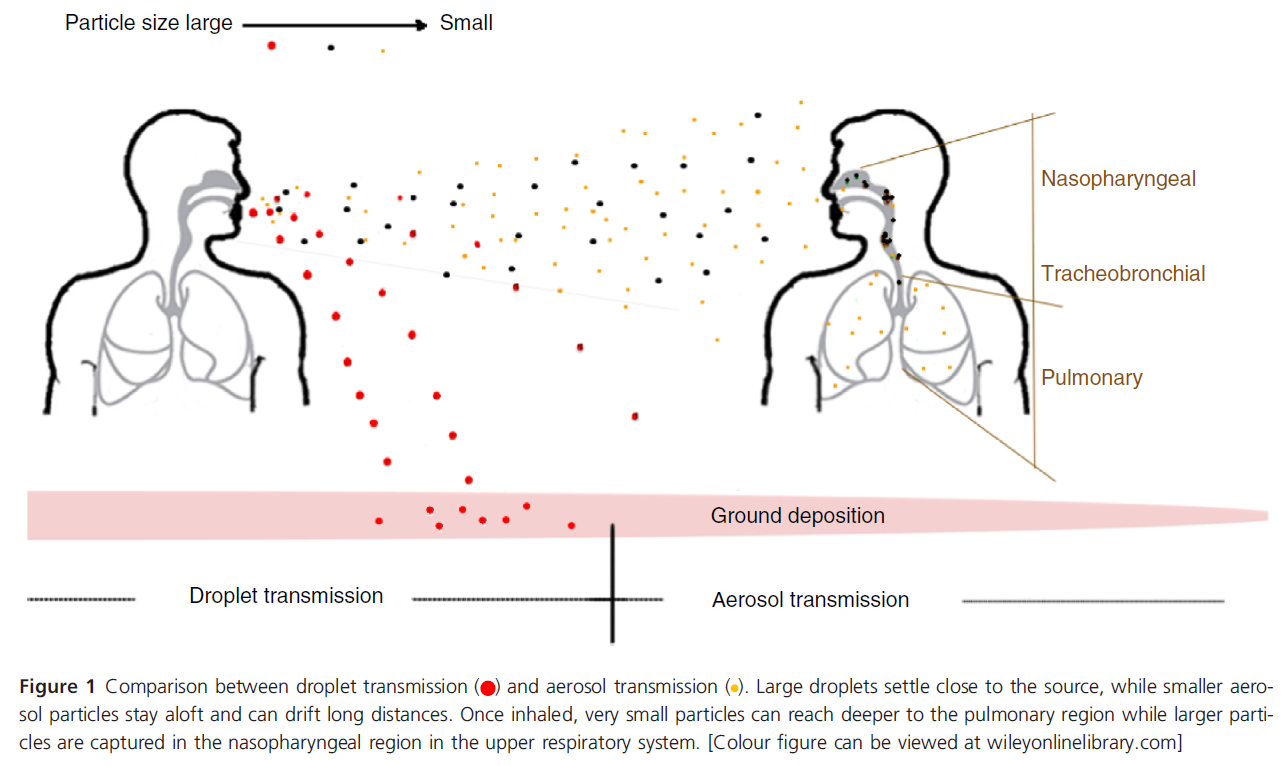 Particle size large
Small
Nasopharyngeal
Tracheobronchial
Pulmonary
Ground deposition
Droplet transmission
Aerosol transmission
Figure 1 Comparison between droplet transmission (●) and aerosol transmission (●). Large droplets settle close to the source, while smaller aero-
sol particles stay aloft and can drift long distances. Once inhaled, very small particles can reach deeper to the pulmonary region while larger parti-
cles are captured in the nasopharyngeal region in the upper respiratory system. [Colour figure can be viewed at wileyonlinelibrary.com]